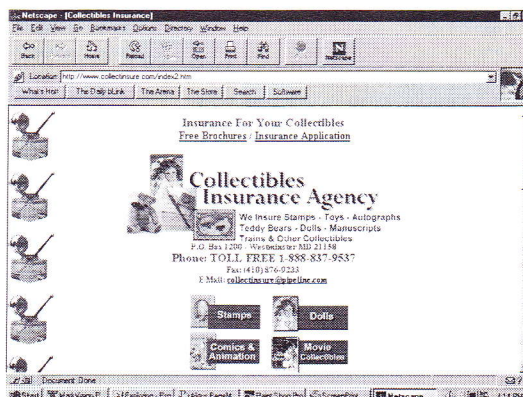 Netscape - [Collectibles Insurance]
File Edit View Go Bookmarks Options Directory Window Help
Back Home Reload Open Print Find
Netscape
Location: http://www.collectinsure.com/index2.htm
What's Hot The Daily bLink The Arena The Store Search Software
Insurance For Your Collectibles
Free Brochures / Insurance Application
Collectibles
Insurance Agency
We Insure Stamps - Toys - Autographs
Teddy Bears - Dolls - Manuscripts
Trains & Other Collectibles
P.O. Box 1200 - Westminster MD 21158
Phone: TOLL FREE 1-888-837-9537
Fax: (410) 876-9233
E Mail: collectinsure@pipeline.com
Stamps Dolls
Comics & Movie
Animation Collectibles
Document Done
Start Netscape 4:14 PM